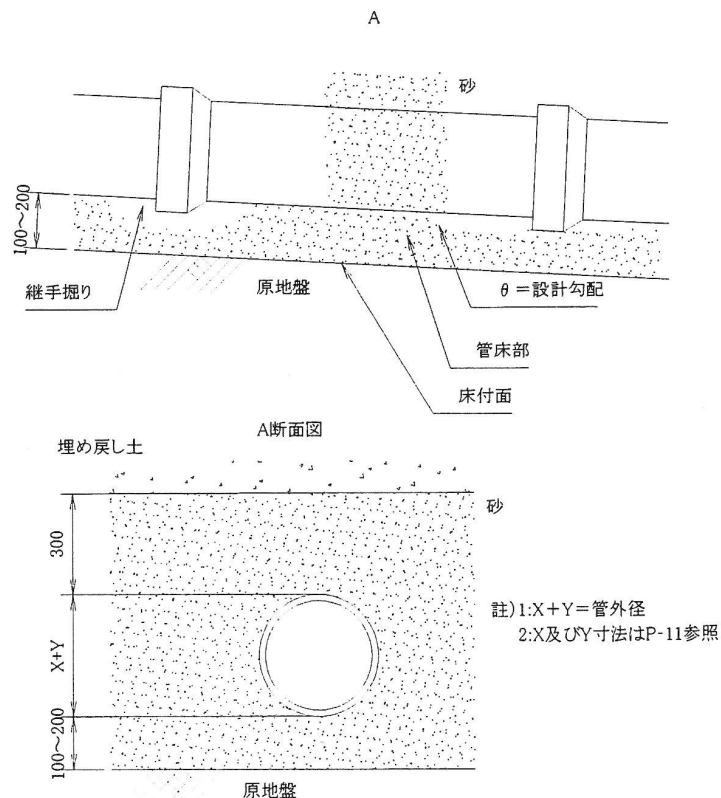 A
砂
100～200
継手掘り
原地盤
θ＝設計勾配
管床部
床付面
A断面図
埋め戻し土
砂
300
X+Y
100～200
註)1:X＋Y＝管外径
2:X及びY寸法はP-11参照
原地盤